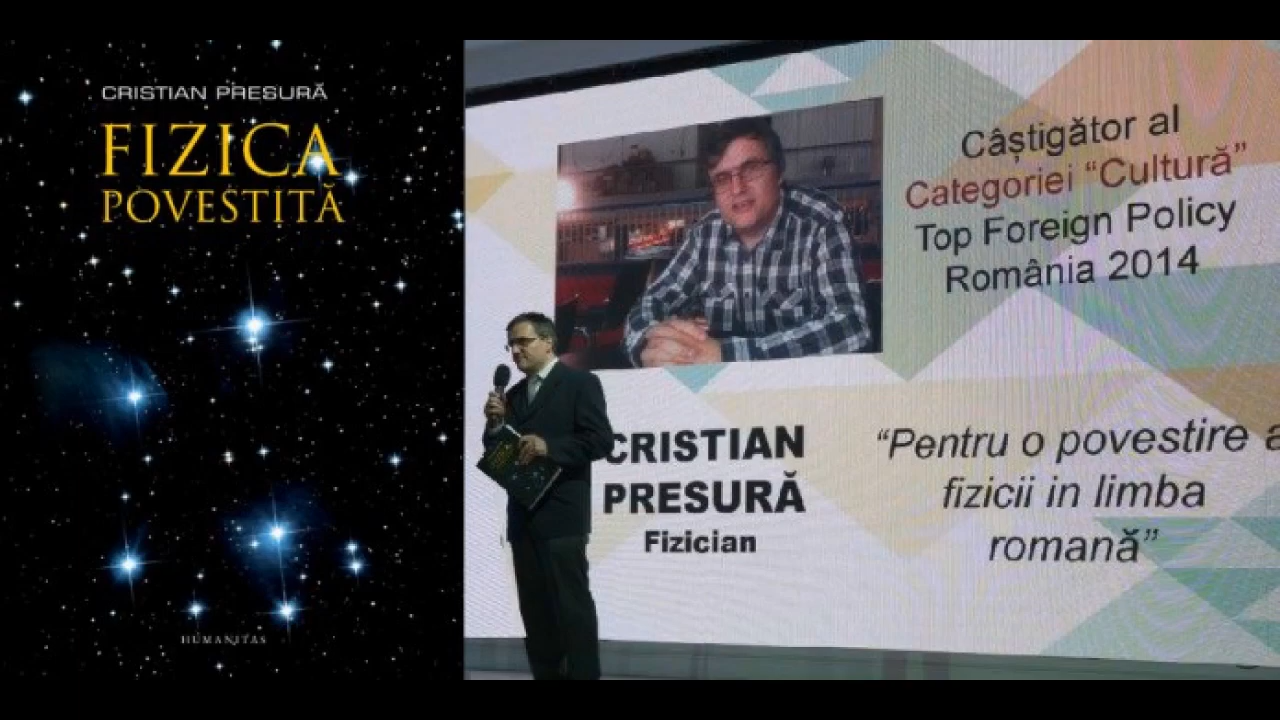 CRISTIAN PRESURĂ
FIZICA
POVESTITĂ
HUMANITAS
Câștigător al
Categoriei “Cultură”
Top Foreign Policy
România 2014
CRISTIAN
PRESURĂ
Fizician
“Pentru o povestire a
fizicii in limba
romană”